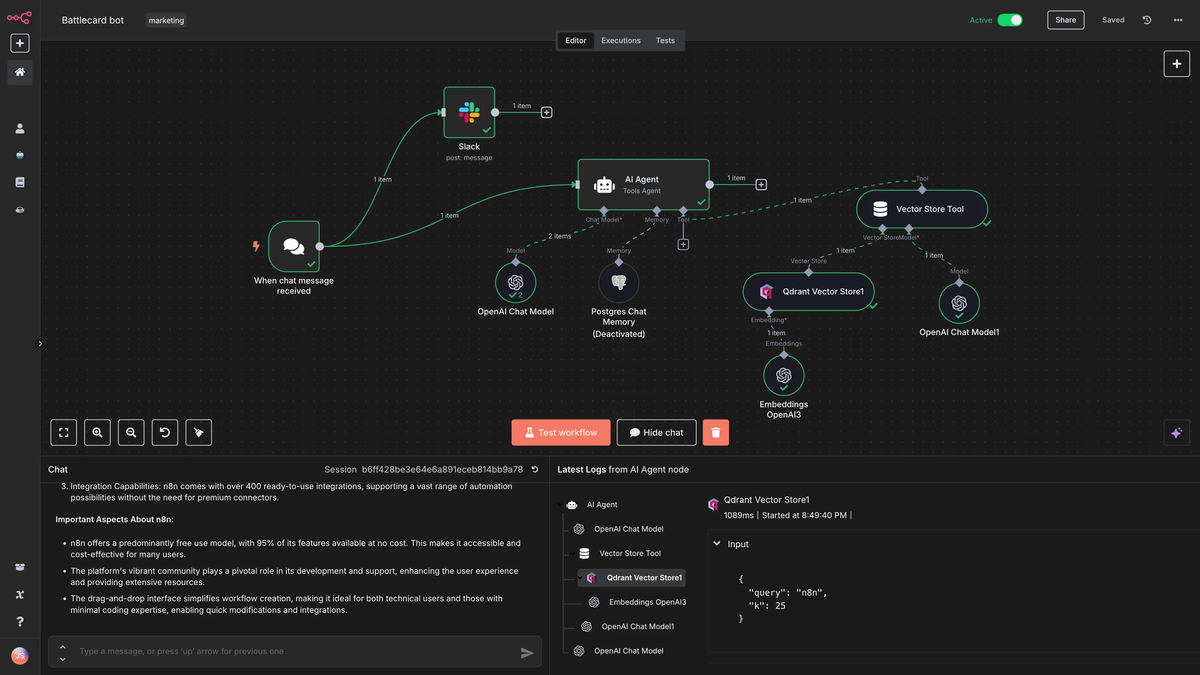 Battlecard bot
marketing
Active
Share
Saved
Editor
Executions
Tests
1 item
Slack
post: message
1 item
AI Agent
Tools Agent
1 item
Tool
1 item
Vector Store Tool
1 item
Chat Model*
Memory
Tool
2 items
Vector Store
Model*
1 item
1 item
Model
Memory
Vector Store
Model
When chat message
received
2
OpenAI Chat Model
Postgres Chat
Memory
(Deactivated)
Qdrant Vector Store1
OpenAI Chat Model1
Embedding*
1 item
Embeddings
Embeddings
OpenAI3
Test workflow
Hide chat
Chat
Session b6ff428be3e64e6a891eceb814bb9a78
3. Integration Capabilities: n8n comes with over 400 ready-to-use integrations, supporting a vast range of automation
possibilities without the need for premium connectors.
Important Aspects About n8n:
• n8n offers a predominantly free use model, with 95% of its features available at no cost. This makes it accessible and
cost-effective for many users.
• The platform's vibrant community plays a pivotal role in its development and support, enhancing the user experience
and providing extensive resources.
• The drag-and-drop interface simplifies workflow creation, making it ideal for both technical users and those with
minimal coding expertise, enabling quick modifications and integrations.
Type a message, or press 'up' arrow for previous one
JS
Latest Logs from AI Agent node
AI Agent
OpenAI Chat Model
Vector Store Tool
Qdrant Vector Store1
Embeddings OpenAI3
OpenAI Chat Model1
OpenAI Chat Model
Qdrant Vector Store1
1089ms | Started at 8:49:40 PM |
Input
{
"query": "n8n",
"k": 25
}